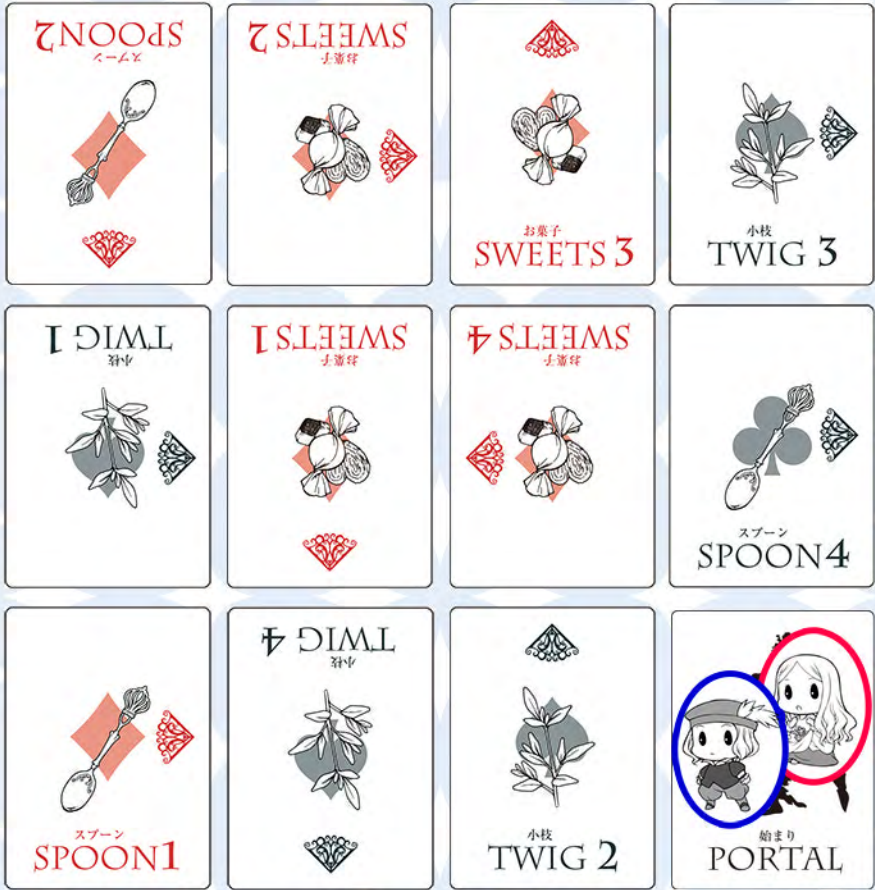 SPOON2
スプーン
SWEETS 2
お菓子
お菓子
SWEETS 3
小枝
TWIG 3
TWIG 1
小枝
SWEETS1
お菓子
SWEETS 4
お菓子
スプーン
SPOON4
スプーン
SPOON1
TWIG 4
小枝
小枝
TWIG 2
始まり
PORTAL